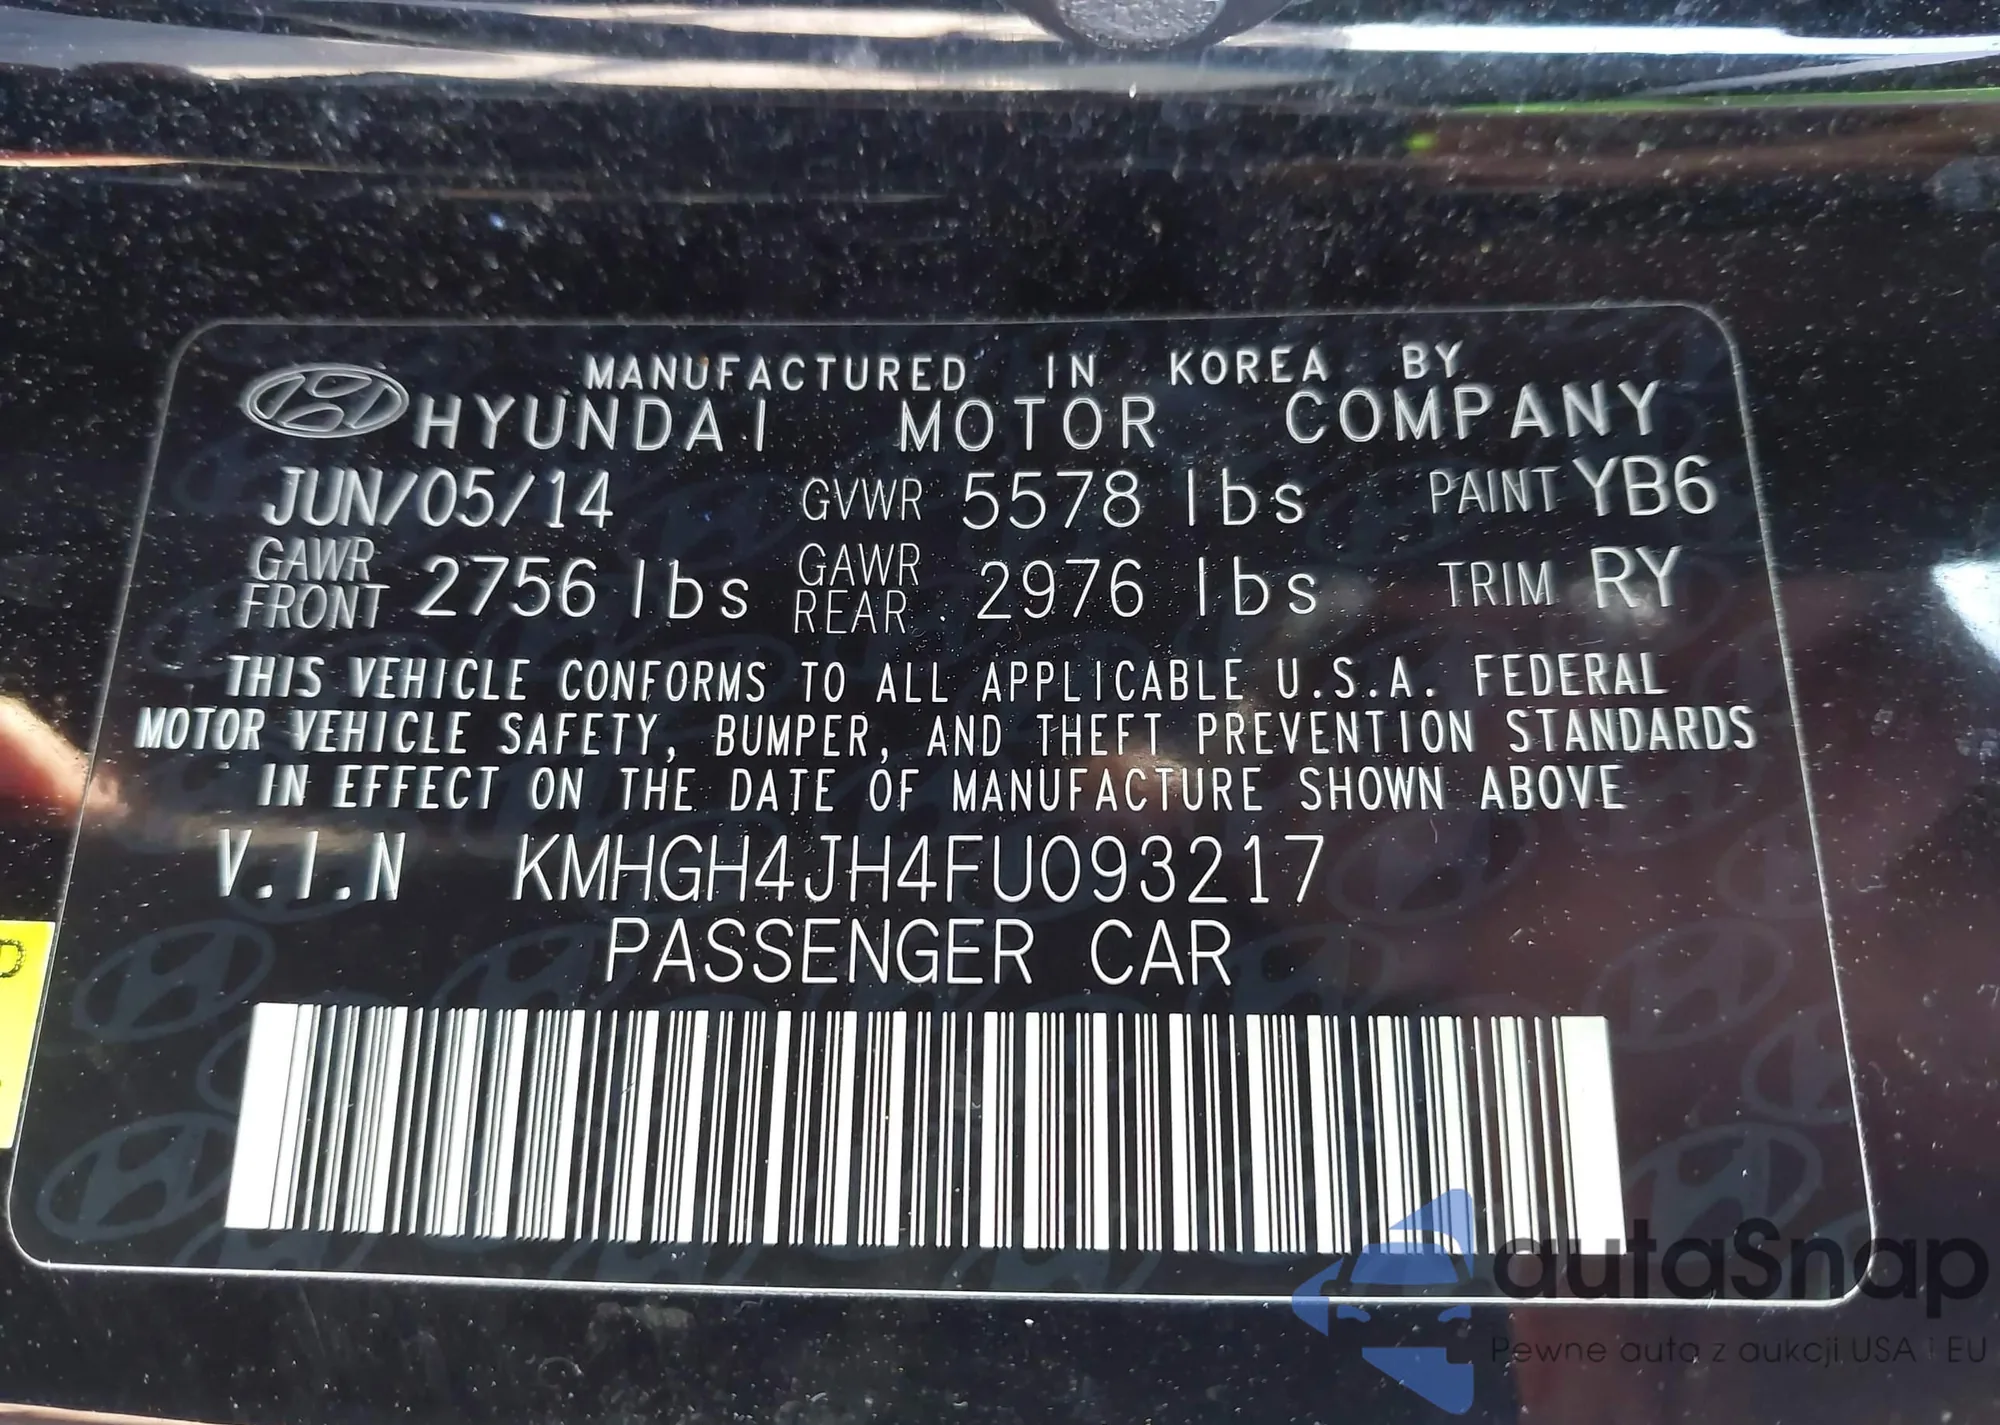 MANUFACTURED IN KOREA BY
HYUNDAI MOTOR COMPANY
JUN/05/14 GVWR 5578 lbs PAINT YB6
GAWR FRONT 2756 lbs GAWR REAR 2976 lbs TRIM RY
THIS VEHICLE CONFORMS TO ALL APPLICABLE U.S.A. FEDERAL
MOTOR VEHICLE SAFETY, BUMPER, AND THEFT PREVENTION STANDARDS
IN EFFECT ON THE DATE OF MANUFACTURE SHOWN ABOVE
V.I.N KMHGH4JH4FU093217
PASSENGER CAR
autaSnap
Pewne auta z aukcji USA i EU